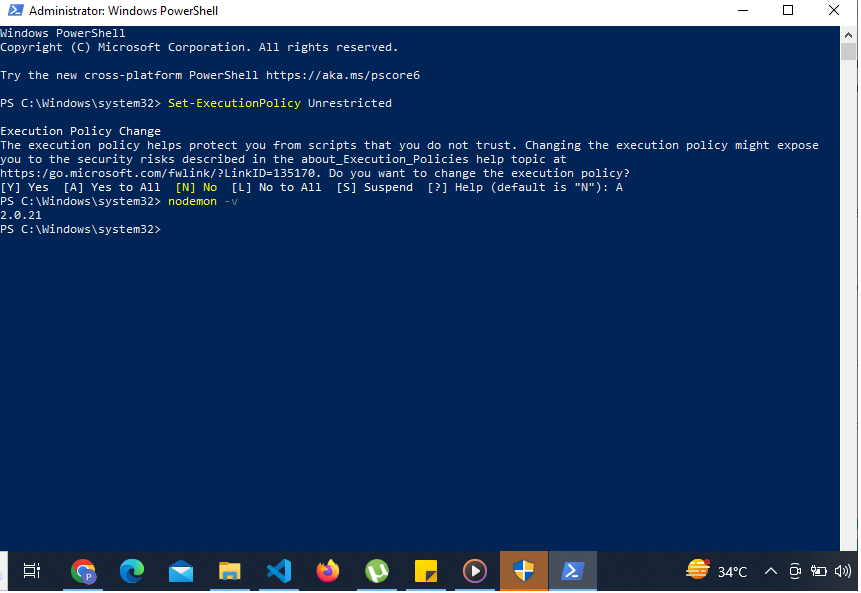 Administrator: Windows PowerShell
Windows PowerShell
Copyright (C) Microsoft Corporation. All rights reserved.
Try the new cross-platform PowerShell https://aka.ms/pscore6
PS C:\Windows\system32> Set-ExecutionPolicy Unrestricted
Execution Policy Change
The execution policy helps protect you from scripts that you do not trust. Changing the execution policy might expose
you to the security risks described in the about_Execution_Policies help topic at
https:/go.microsoft.com/fwlink/?LinkID=135170. Do you want to change the execution policy?
[Y] Yes  [A] Yes to All  [N] No  [L] No to All  [S] Suspend  [?] Help (default is "N"): A
PS C:\Windows\system32> nodemon -v
2.0.21
PS C:\Windows\system32>
P
34°C